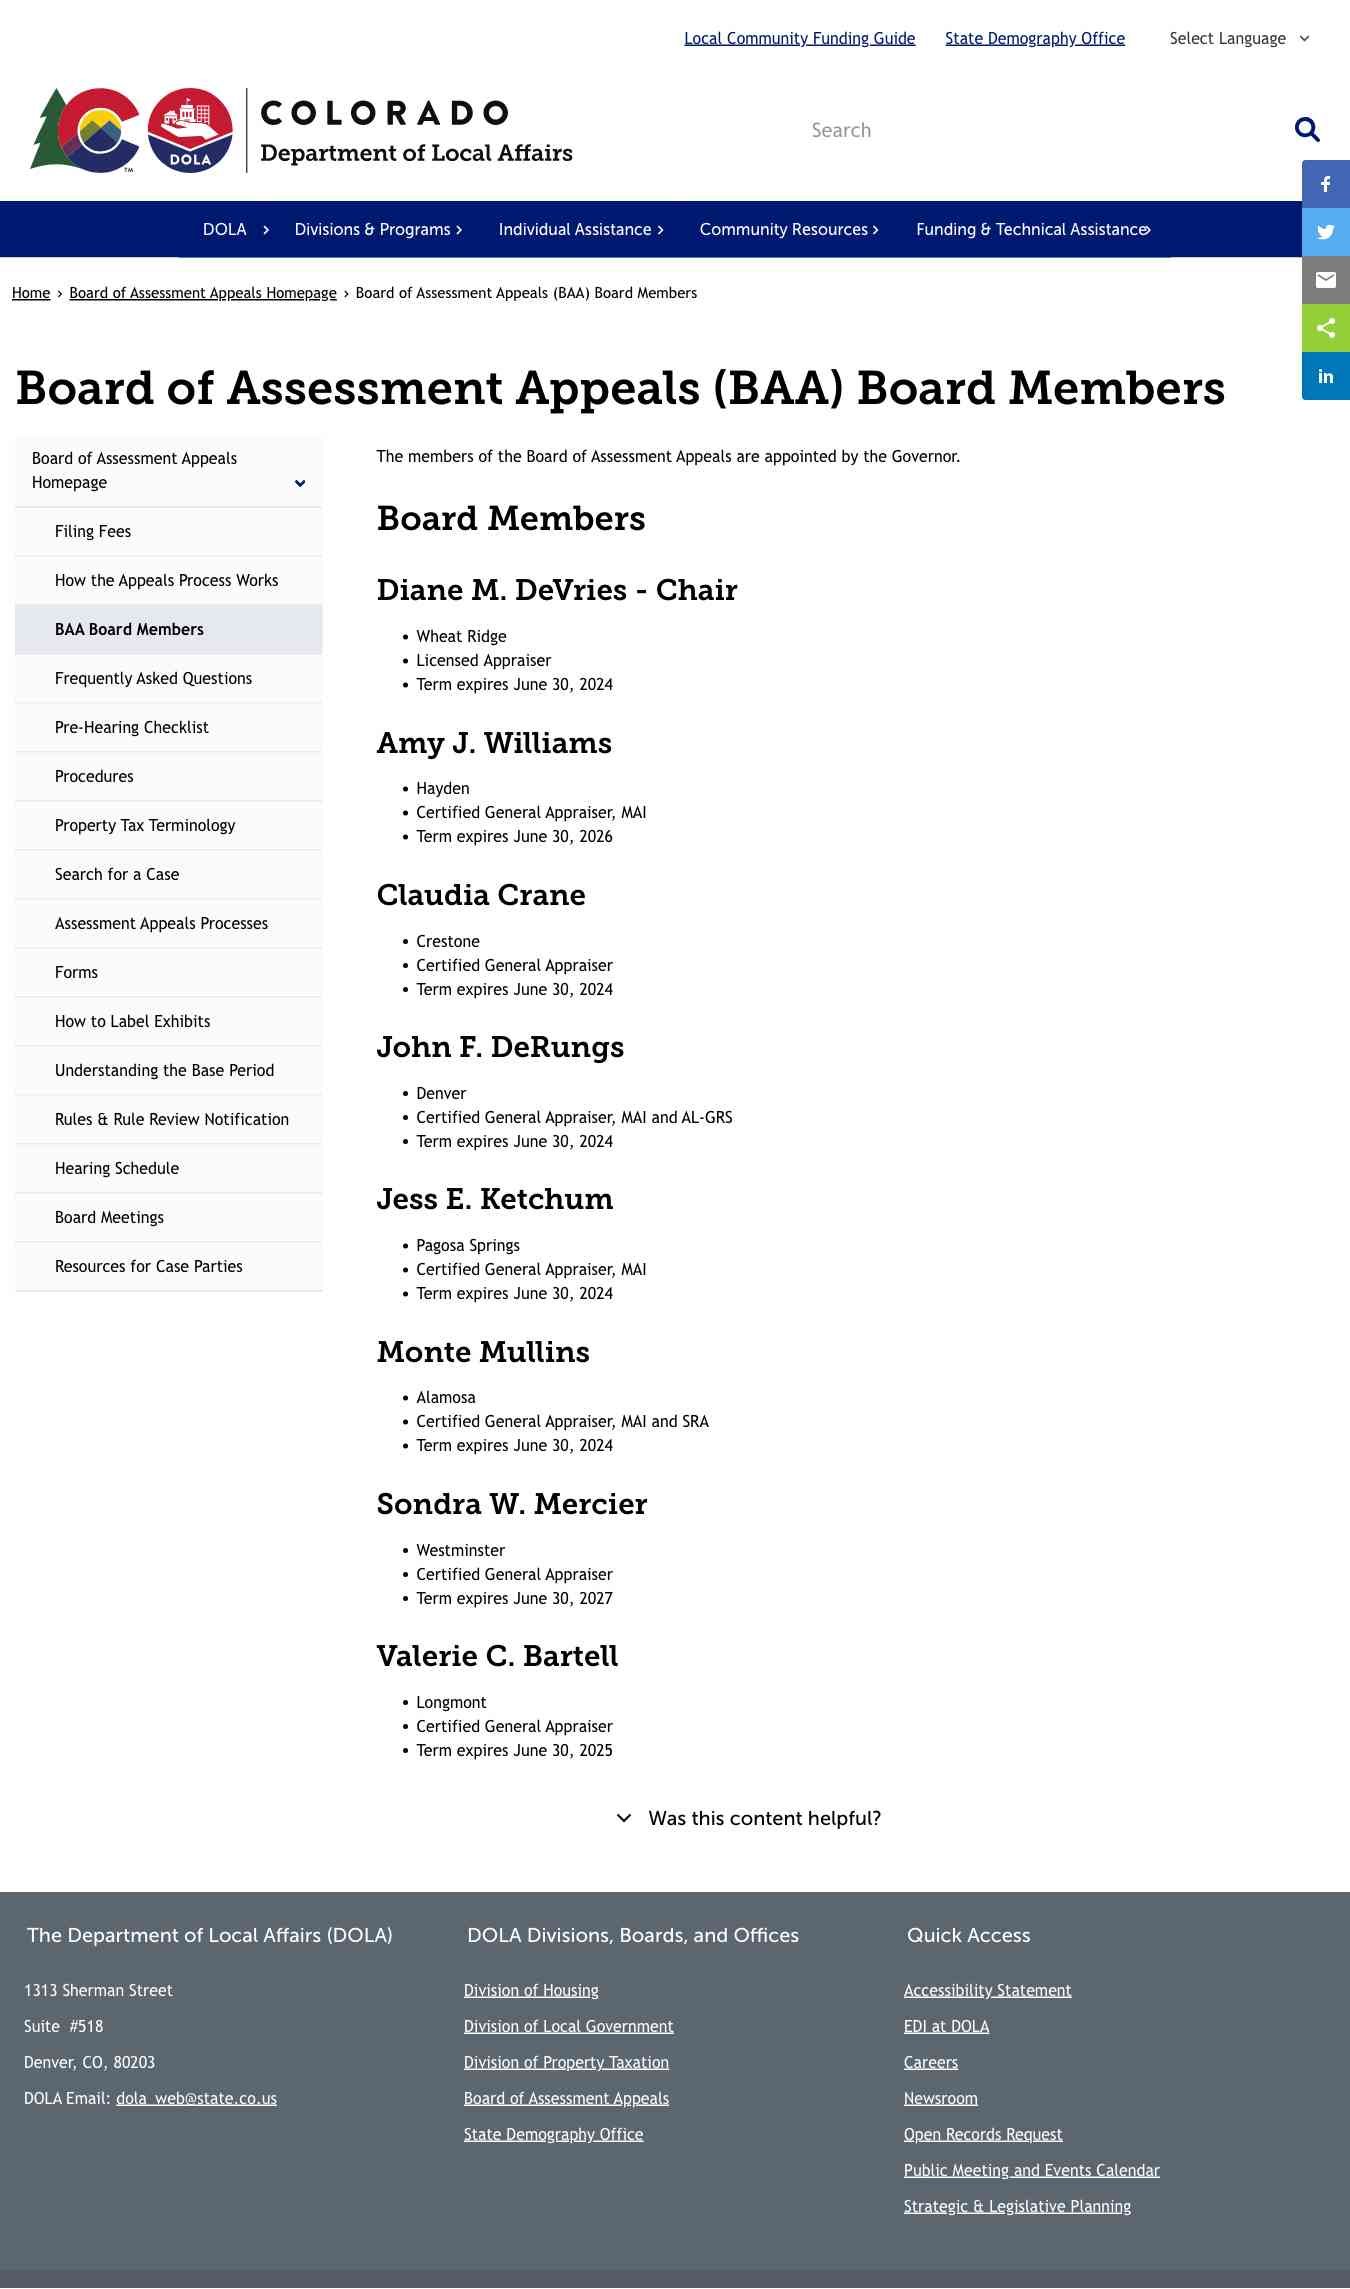 Local Community Funding Guide State Demography Office Select Language
COLORADO
Department of Local Affairs
DOLA
TM
Search
DOLA Divisions & Programs Individual Assistance Community Resources Funding & Technical Assistance
Home › Board of Assessment Appeals Homepage › Board of Assessment Appeals (BAA) Board Members
Board of Assessment Appeals (BAA) Board Members
Board of Assessment Appeals
Homepage
Filing Fees
How the Appeals Process Works
BAA Board Members
Frequently Asked Questions
Pre-Hearing Checklist
Procedures
Property Tax Terminology
Search for a Case
Assessment Appeals Processes
Forms
How to Label Exhibits
Understanding the Base Period
Rules & Rule Review Notification
Hearing Schedule
Board Meetings
Resources for Case Parties
The members of the Board of Assessment Appeals are appointed by the Governor.
Board Members
Diane M. DeVries - Chair
• Wheat Ridge
• Licensed Appraiser
• Term expires June 30, 2024
Amy J. Williams
• Hayden
• Certified General Appraiser, MAI
• Term expires June 30, 2026
Claudia Crane
• Crestone
• Certified General Appraiser
• Term expires June 30, 2024
John F. DeRungs
• Denver
• Certified General Appraiser, MAI and AL-GRS
• Term expires June 30, 2024
Jess E. Ketchum
• Pagosa Springs
• Certified General Appraiser, MAI
• Term expires June 30, 2024
Monte Mullins
• Alamosa
• Certified General Appraiser, MAI and SRA
• Term expires June 30, 2024
Sondra W. Mercier
• Westminster
• Certified General Appraiser
• Term expires June 30, 2027
Valerie C. Bartell
• Longmont
• Certified General Appraiser
• Term expires June 30, 2025
Was this content helpful?
The Department of Local Affairs (DOLA)
1313 Sherman Street
Suite #518
Denver, CO, 80203
DOLA Email: dola_web@state.co.us
DOLA Divisions, Boards, and Offices
Division of Housing
Division of Local Government
Division of Property Taxation
Board of Assessment Appeals
State Demography Office
Quick Access
Accessibility Statement
EDI at DOLA
Careers
Newsroom
Open Records Request
Public Meeting and Events Calendar
Strategic & Legislative Planning